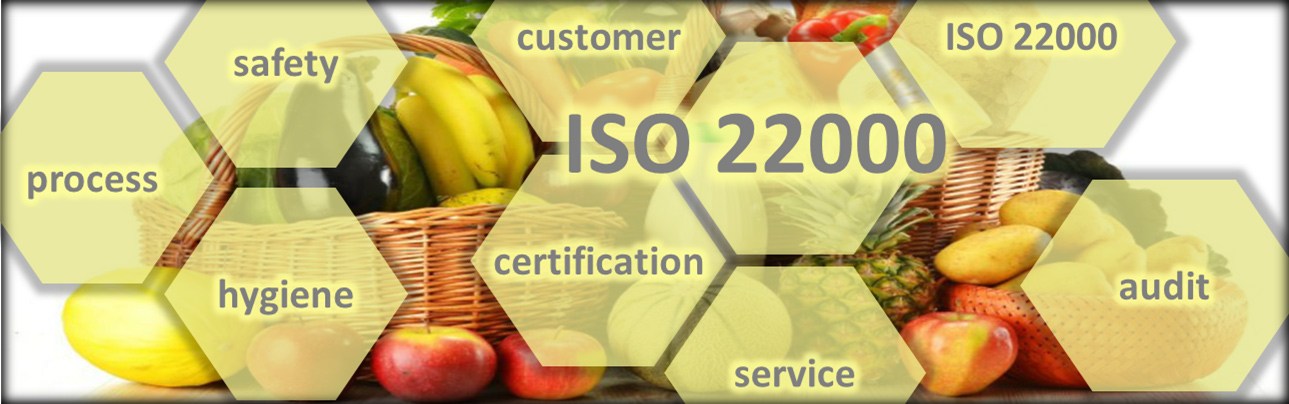 customer
ISO 22000
safety
ISO 22000
process
certification
hygiene
audit
service